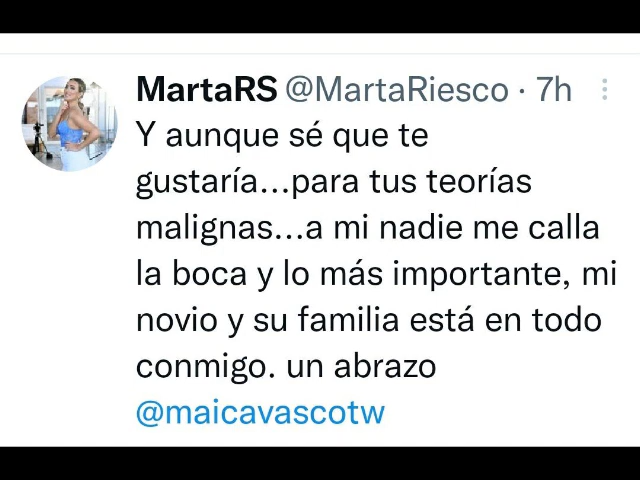 MartaRS @MartaRiesco · 7h
Y aunque sé que te
gustaría...para tus teorías
malignas...a mi nadie me calla
la boca y lo más importante, mi
novio y su familia está en todo
conmigo. un abrazo
@maicavascotw